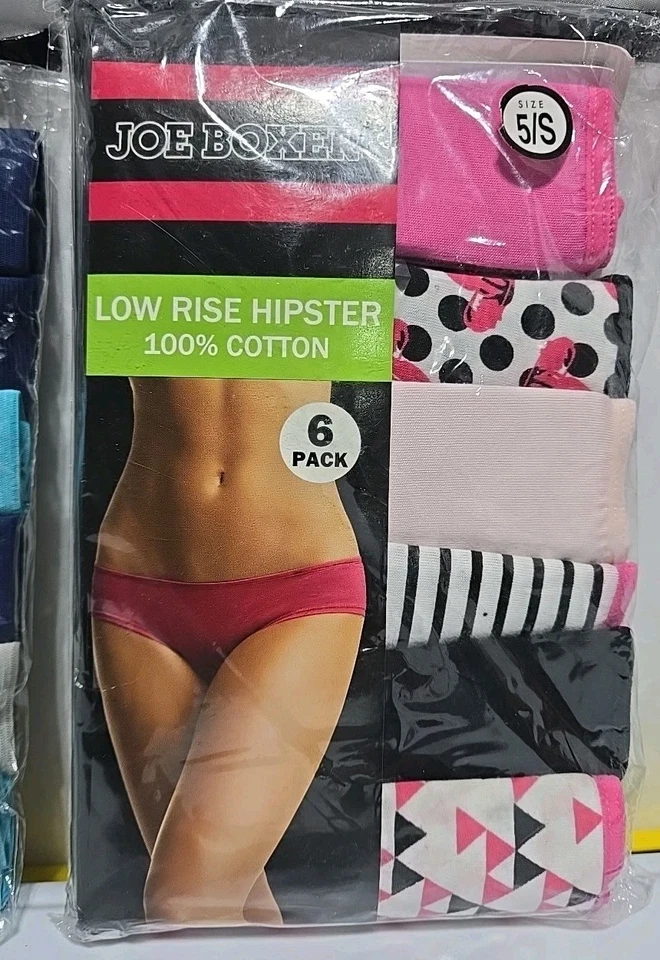 JOE BOXER
SIZE
5/S
LOW RISE HIPSTER
100% COTTON
6
PACK